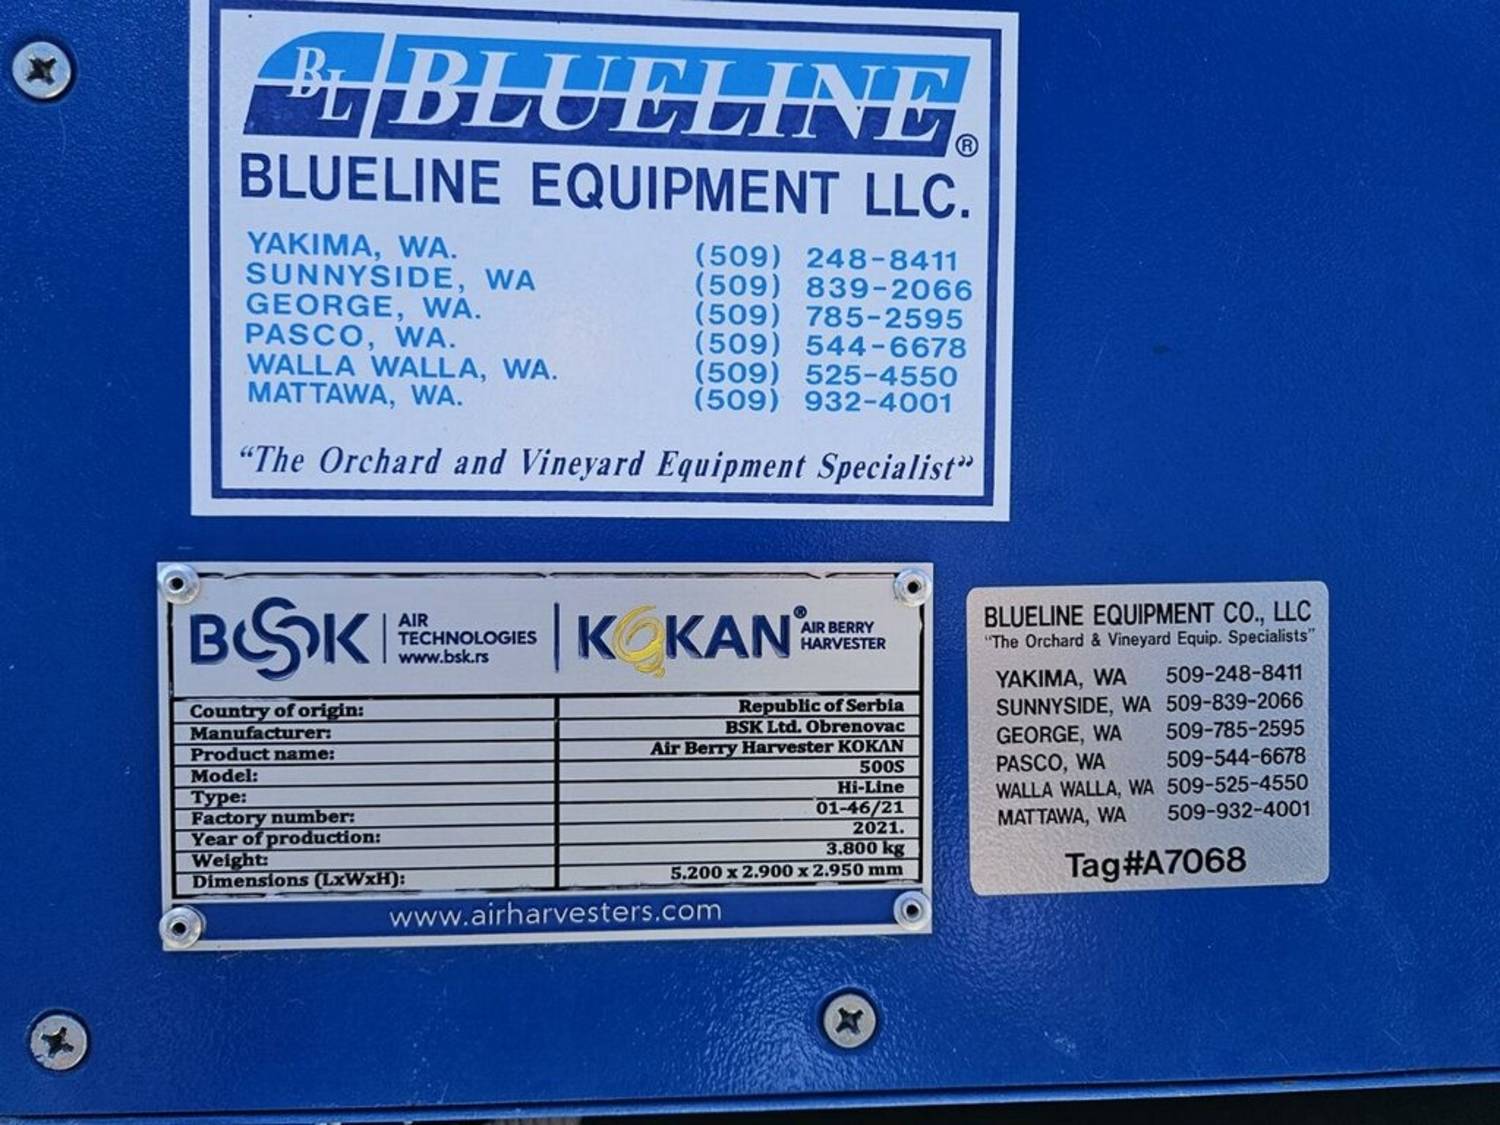 BL BLUELINE®
BLUELINE EQUIPMENT LLC.
YAKIMA, WA. (509) 248-8411
SUNNYSIDE, WA (509) 839-2066
GEORGE, WA. (509) 785-2595
PASCO, WA. (509) 544-6678
WALLA WALLA, WA. (509) 525-4550
MATTAWA, WA. (509) 932-4001
“The Orchard and Vineyard Equipment Specialist”
BSK AIR TECHNOLOGIES www.bsk.rs KOKAN® AIR BERRY HARVESTER
Country of origin: Republic of Serbia
Manufacturer: BSK Ltd. Obrenovac
Product name: Air Berry Harvester KOKAN
Model: 500S
Type: Hi-Line
Factory number: 01-46/21
Year of production: 2021.
Weight: 3.800 kg
Dimensions (LxWxH): 5.200 x 2.900 x 2.950 mm
www.airharvesters.com
BLUELINE EQUIPMENT CO., LLC
"The Orchard & Vineyard Equip. Specialists"
YAKIMA, WA 509-248-8411
SUNNYSIDE, WA 509-839-2066
GEORGE, WA 509-785-2595
PASCO, WA 509-544-6678
WALLA WALLA, WA 509-525-4550
MATTAWA, WA 509-932-4001
Tag#A7068